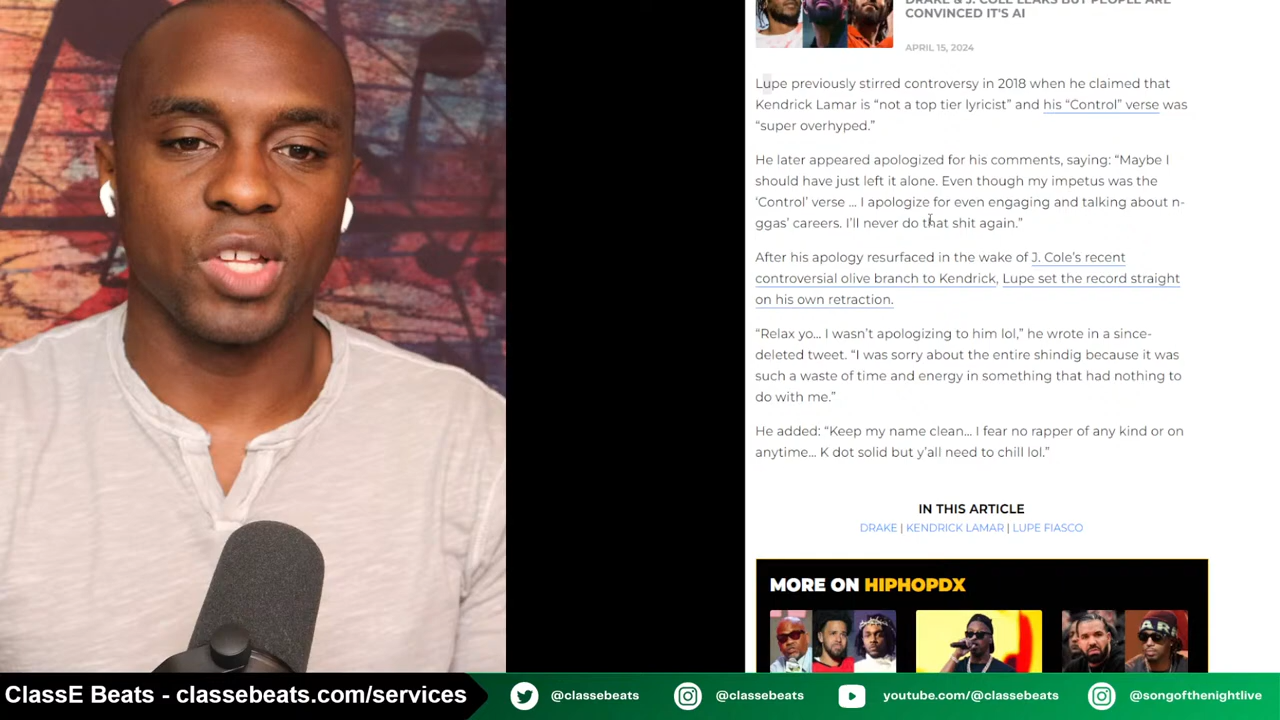 DRAKE & J. COLE LEAKS BUT PEOPLE ARE
CONVINCED IT'S AI
APRIL 15, 2024
Lupe previously stirred controversy in 2018 when he claimed that
Kendrick Lamar is “not a top tier lyricist” and his “Control” verse was
“super overhyped.”
He later appeared apologized for his comments, saying: “Maybe I
should have just left it alone. Even though my impetus was the
‘Control’ verse … I apologize for even engaging and talking about n-
ggas’ careers. I’ll never do that shit again.”
After his apology resurfaced in the wake of J. Cole’s recent
controversial olive branch to Kendrick, Lupe set the record straight
on his own retraction.
“Relax yo… I wasn’t apologizing to him lol,” he wrote in a since-
deleted tweet. “I was sorry about the entire shindig because it was
such a waste of time and energy in something that had nothing to
do with me.”
He added: “Keep my name clean… I fear no rapper of any kind or on
anytime… K dot solid but y’all need to chill lol.”
IN THIS ARTICLE
DRAKE | KENDRICK LAMAR | LUPE FIASCO
MORE ON HIPHOPDX
ClassE Beats - classebeats.com/services
@classebeats
@classebeats
youtube.com/@classebeats
@songofthenightlive